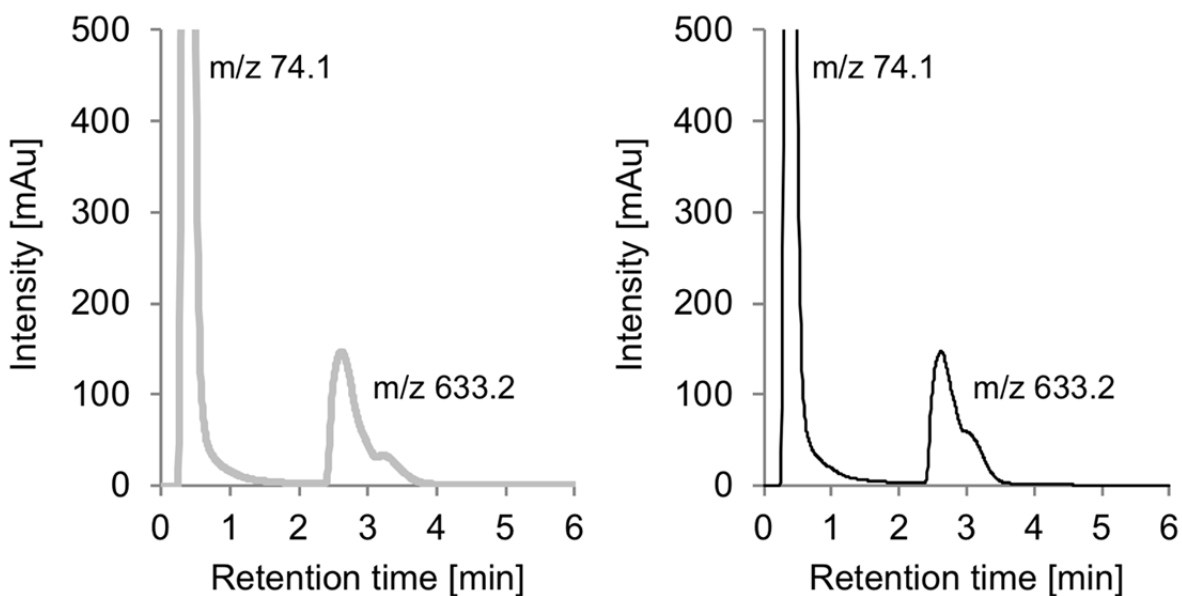 Intensity [mAu]
500
400
300
200
100
0
m/z 74.1
m/z 633.2
0 1 2 3 4 5 6
Retention time [min]
Intensity [mAu]
500
400
300
200
100
0
m/z 74.1
m/z 633.2
0 1 2 3 4 5 6
Retention time [min]